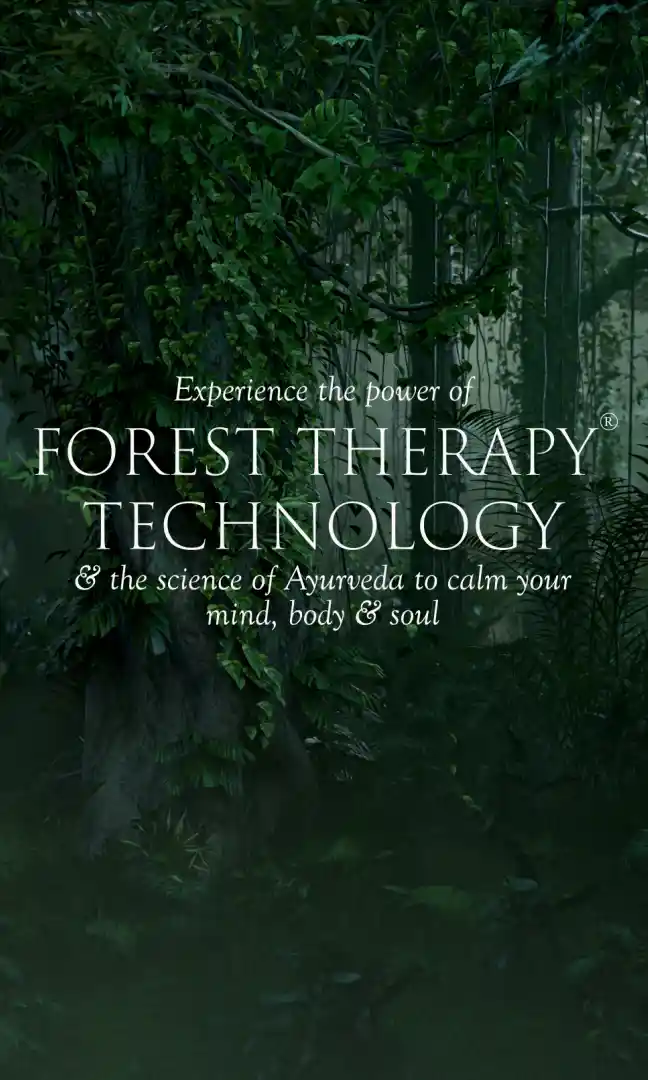 Experience the power of
FOREST THERAPY®
TECHNOLOGY
& the science of Ayurveda to calm your
mind, body & soul